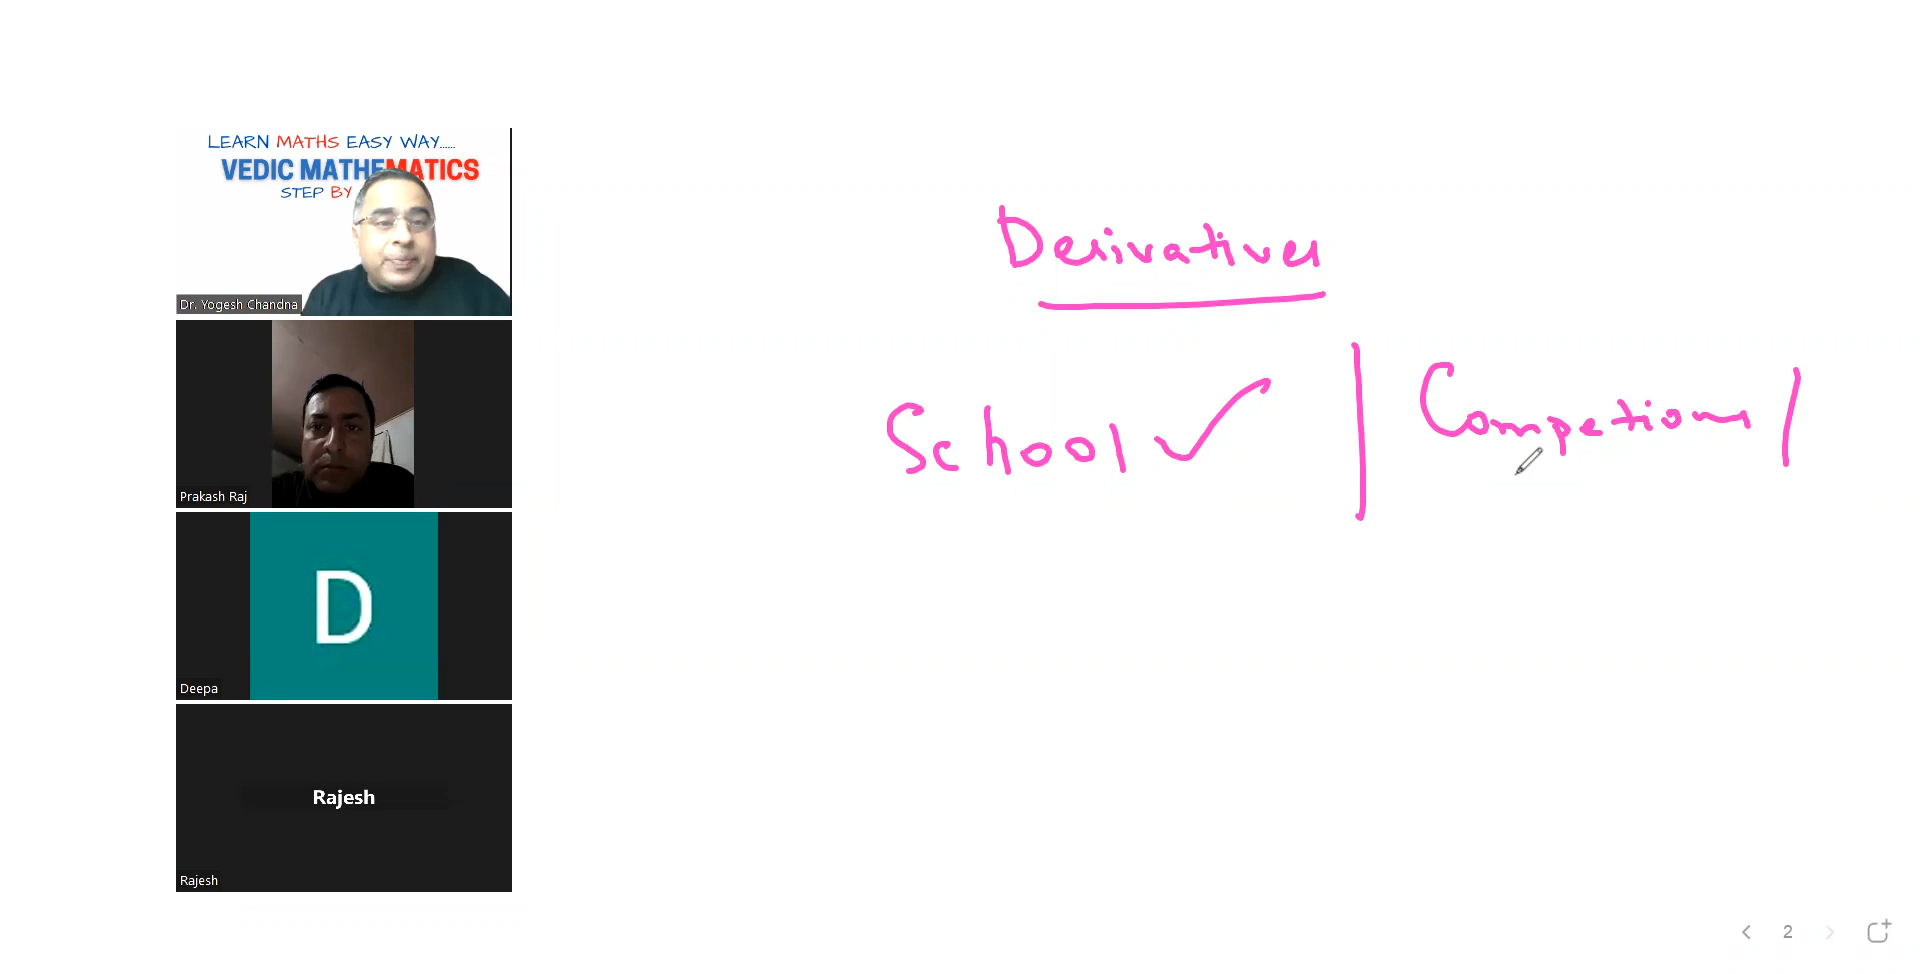 LEARN MATHS EASY WAY......
VEDIC MATHEMATICS
STEP BY
Dr. Yogesh Chandna
Prakash Raj
D
Deepa
Rajesh
Rajesh
Derivatives
School ✓ | Competions |
2